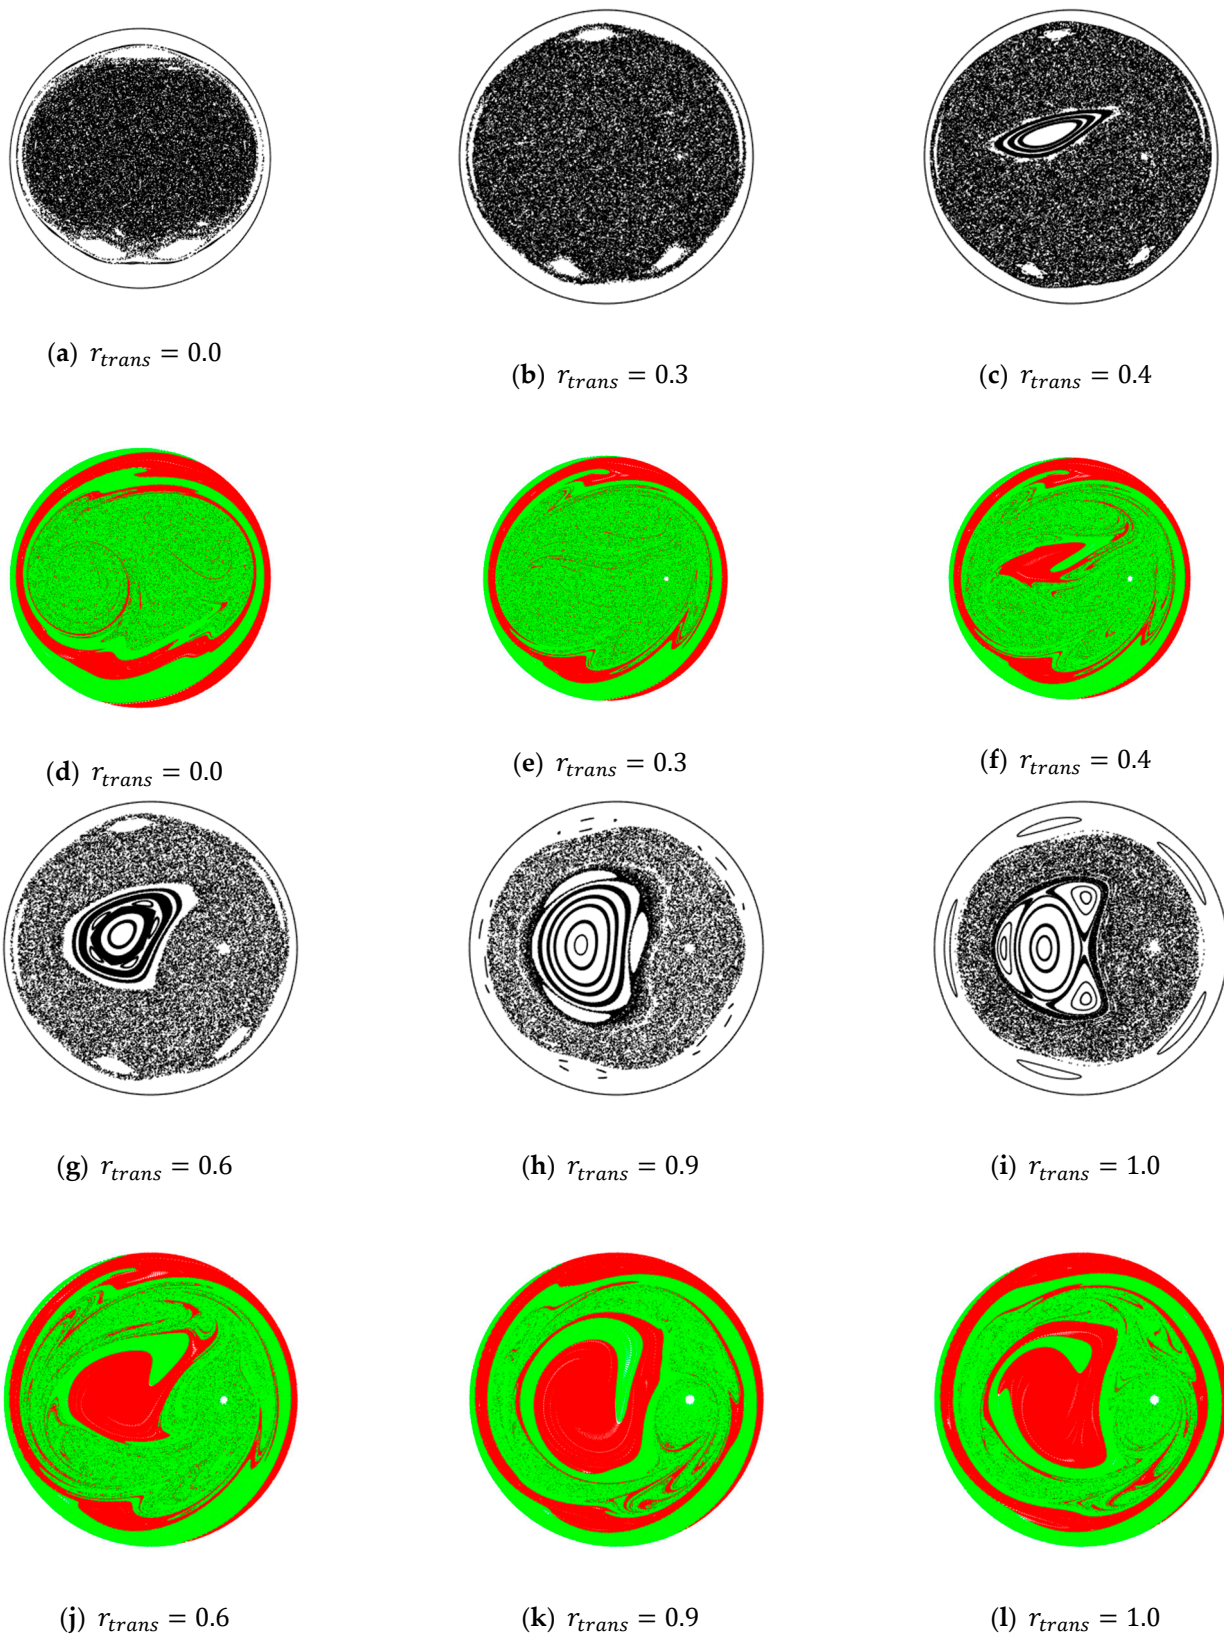 (a) r_trans = 0.0
(b) r_trans = 0.3
(c) r_trans = 0.4
(d) r_trans = 0.0
(e) r_trans = 0.3
(f) r_trans = 0.4
(g) r_trans = 0.6
(h) r_trans = 0.9
(i) r_trans = 1.0
(j) r_trans = 0.6
(k) r_trans = 0.9
(l) r_trans = 1.0